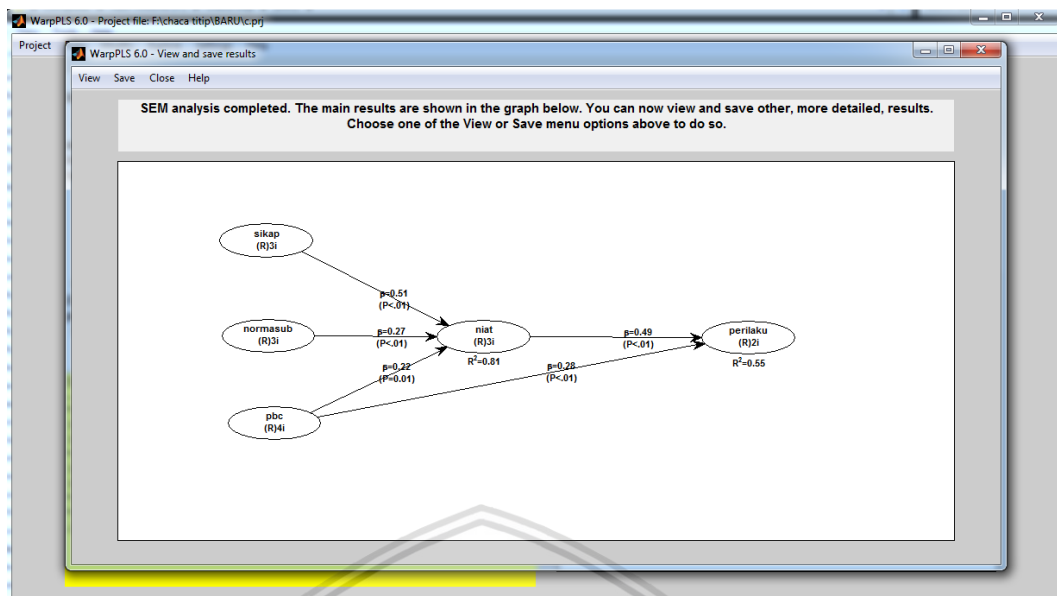 WarpPLS 6.0 - Project file: F:\chaca titip\BARU\c.prj
Project
WarpPLS 6.0 - View and save results
View Save Close Help
SEM analysis completed. The main results are shown in the graph below. You can now view and save other, more detailed, results.
Choose one of the View or Save menu options above to do so.
sikap
(R)3i
β=0.51
(P<.01)
normasub
(R)3i
β=0.27
(P<.01)
niat
(R)3i
R²=0.81
β=0.49
(P<.01)
perilaku
(R)2i
R²=0.55
β=0.22
(P=0.01)
β=0.28
(P<.01)
pbc
(R)4i